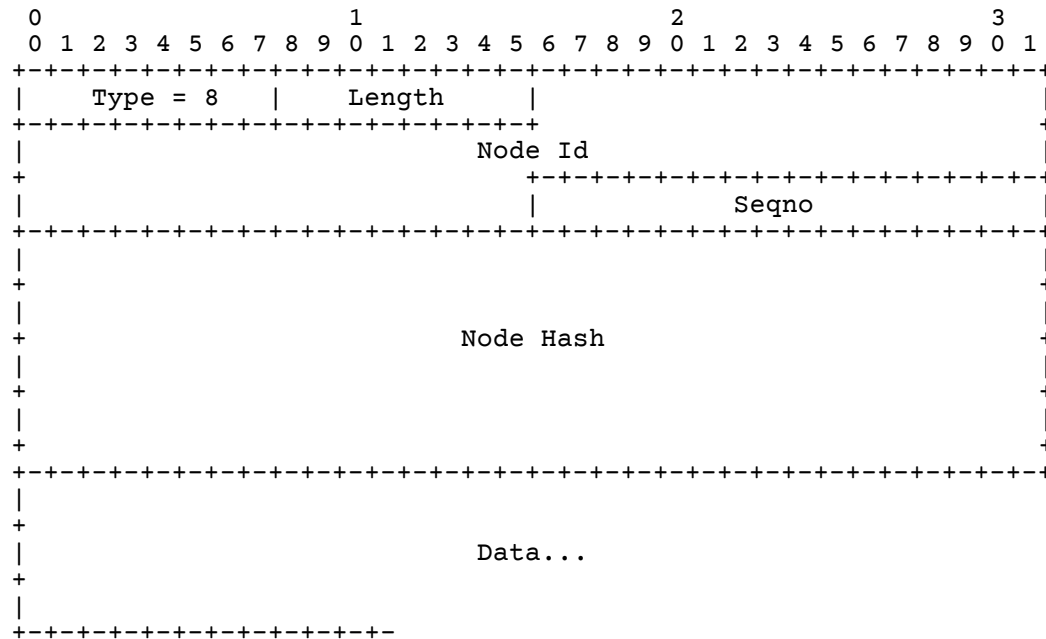 0                   1                   2                   3
 0 1 2 3 4 5 6 7 8 9 0 1 2 3 4 5 6 7 8 9 0 1 2 3 4 5 6 7 8 9 0 1
+-+-+-+-+-+-+-+-+-+-+-+-+-+-+-+-+-+-+-+-+-+-+-+-+-+-+-+-+-+-+-+-+
|    Type = 8   |    Length     |                               |
+-+-+-+-+-+-+-+-+-+-+-+-+-+-+-+-+                               +
|                            Node Id                            |
+                               +-+-+-+-+-+-+-+-+-+-+-+-+-+-+-+-+
|                               |            Seqno              |
+-+-+-+-+-+-+-+-+-+-+-+-+-+-+-+-+-+-+-+-+-+-+-+-+-+-+-+-+-+-+-+-+
|                                                               |
+                                                               +
|                                                               |
+                           Node Hash                           +
|                                                               |
+                                                               +
|                                                               |
+                                                               +
+-+-+-+-+-+-+-+-+-+-+-+-+-+-+-+-+-+-+-+-+-+-+-+-+-+-+-+-+-+-+-+-+
|
+
|                            Data...
+
|
+-+-+-+-+-+-+-+-+-+-+-+-